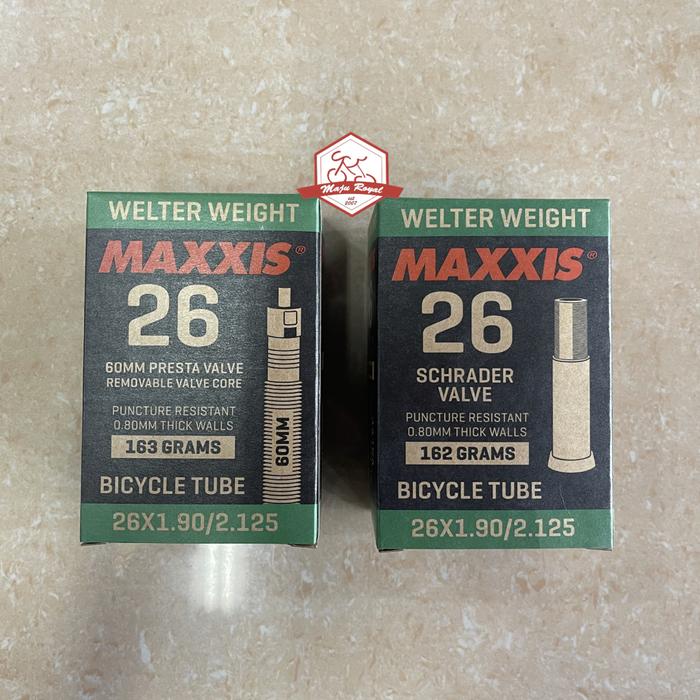 Maju Royal
est
2002
WELTER WEIGHT
MAXXIS®
26
60MM PRESTA VALVE
REMOVABLE VALVE CORE
PUNCTURE RESISTANT
0.80MM THICK WALLS
163 GRAMS
60MM
BICYCLE TUBE
26X1.90/2.125
WELTER WEIGHT
MAXXIS®
26
SCHRADER
VALVE
PUNCTURE RESISTANT
0.80MM THICK WALLS
162 GRAMS
BICYCLE TUBE
26X1.90/2.125